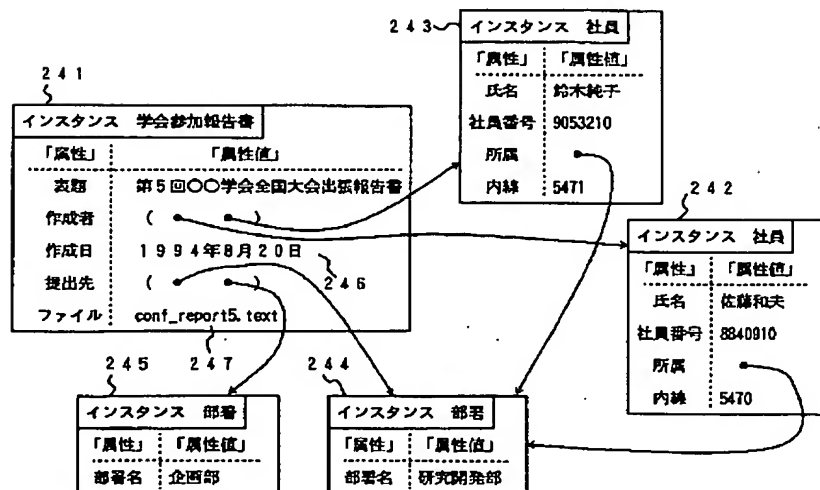 243
インスタンス 社員
「属性」 「属性値」
氏名 鈴木純子
社員番号 9053210
所属
内線 5471
241
インスタンス 学会参加報告書
「属性」 「属性値」
表題 第5回〇〇学会全国大会出張報告書
作成者 ( )
作成日 1994年8月20日
246
提出先 ( )
ファイル conf_report5.text
247
242
インスタンス 社員
「属性」 「属性値」
氏名 佐藤和夫
社員番号 8840910
所属
内線 5470
245
インスタンス 部署
「属性」 「属性値」
部署名 企画部
244
インスタンス 部署
「属性」 「属性値」
部署名 研究開発部